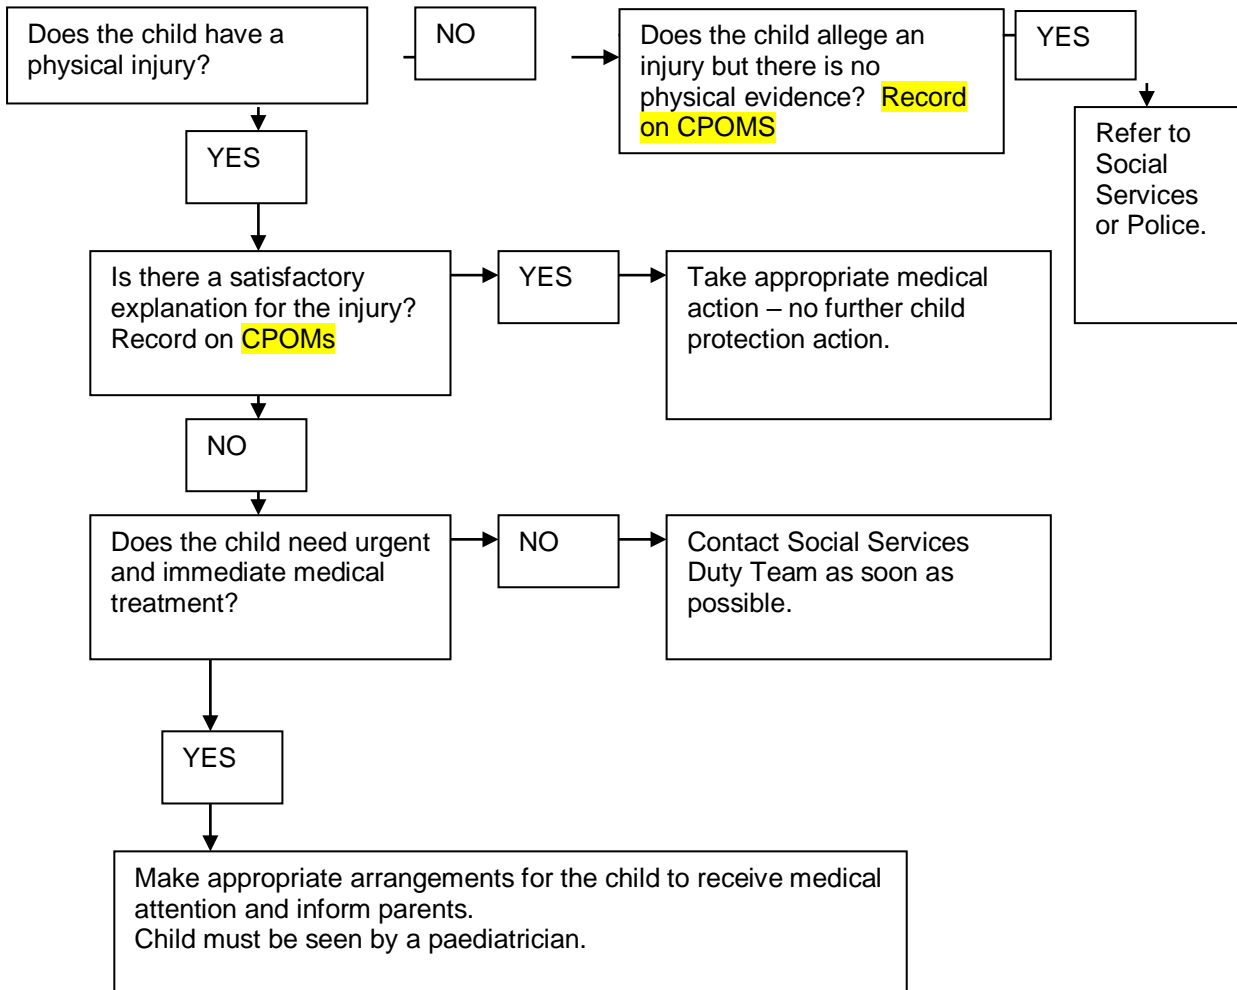 Does the child have a
physical injury?
NO
Does the child allege an
injury but there is no
physical evidence? Record
on CPOMS
YES
Refer to
Social
Services
or Police.
YES
Is there a satisfactory
explanation for the injury?
Record on CPOMs
YES
Take appropriate medical
action – no further child
protection action.
NO
Does the child need urgent
and immediate medical
treatment?
NO
Contact Social Services
Duty Team as soon as
possible.
YES
Make appropriate arrangements for the child to receive medical
attention and inform parents.
Child must be seen by a paediatrician.